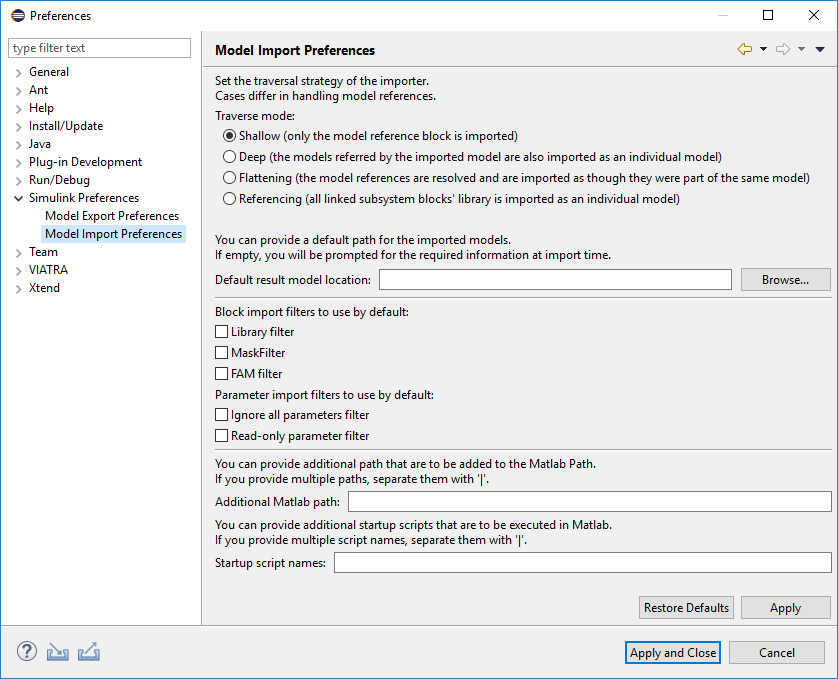 Preferences
type filter text
General
Ant
Help
Install/Update
Java
Plug-in Development
Run/Debug
Simulink Preferences
Model Export Preferences
Model Import Preferences
Team
VIATRA
Xtend
Model Import Preferences
Set the traversal strategy of the importer.
Cases differ in handling model references.
Traverse mode:
Shallow (only the model reference block is imported)
Deep (the models referred by the imported model are also imported as an individual model)
Flattening (the model references are resolved and are imported as though they were part of the same model)
Referencing (all linked subsystem blocks' library is imported as an individual model)
You can provide a default path for the imported models.
If empty, you will be prompted for the required information at import time.
Default result model location:
Browse...
Block import filters to use by default:
Library filter
MaskFilter
FAM filter
Parameter import filters to use by default:
Ignore all parameters filter
Read-only parameter filter
You can provide additional path that are to be added to the Matlab Path.
If you provide multiple paths, separate them with '|'.
Additional Matlab path:
You can provide additional startup scripts that are to be executed in Matlab.
If you provide multiple script names, separate them with '|'.
Startup script names:
Restore Defaults
Apply
?
Apply and Close
Cancel